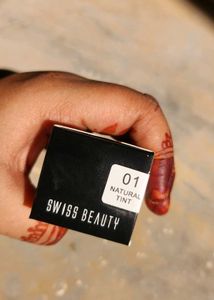 01
NATURAL
TINT
SWISS BEAUTY